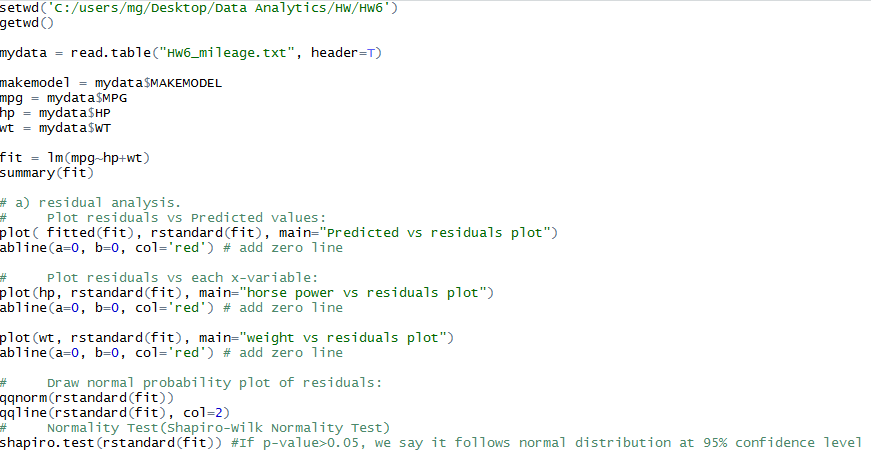 setwd('C:/users/mg/Desktop/Data Analytics/HW/HW6')
getwd()
mydata = read.table("HW6_mileage.txt", header=T)
makemodel = mydata$MAKEMODEL
mpg = mydata$MPG
hp = mydata$HP
wt = mydata$WT
fit = lm(mpg~hp+wt)
summary(fit)
# a) residual analysis.
#     Plot residuals vs Predicted values:
plot( fitted(fit), rstandard(fit), main="Predicted vs residuals plot")
abline(a=0, b=0, col='red') # add zero line
#     Plot residuals vs each x-variable:
plot(hp, rstandard(fit), main="horse power vs residuals plot")
abline(a=0, b=0, col='red') # add zero line
plot(wt, rstandard(fit), main="weight vs residuals plot")
abline(a=0, b=0, col='red') # add zero line
#     Draw normal probability plot of residuals:
qqnorm(rstandard(fit))
qqline(rstandard(fit), col=2)
#     Normality Test(Shapiro-Wilk Normality Test)
shapiro.test(rstandard(fit)) #If p-value>0.05, we say it follows normal distribution at 95% confidence level